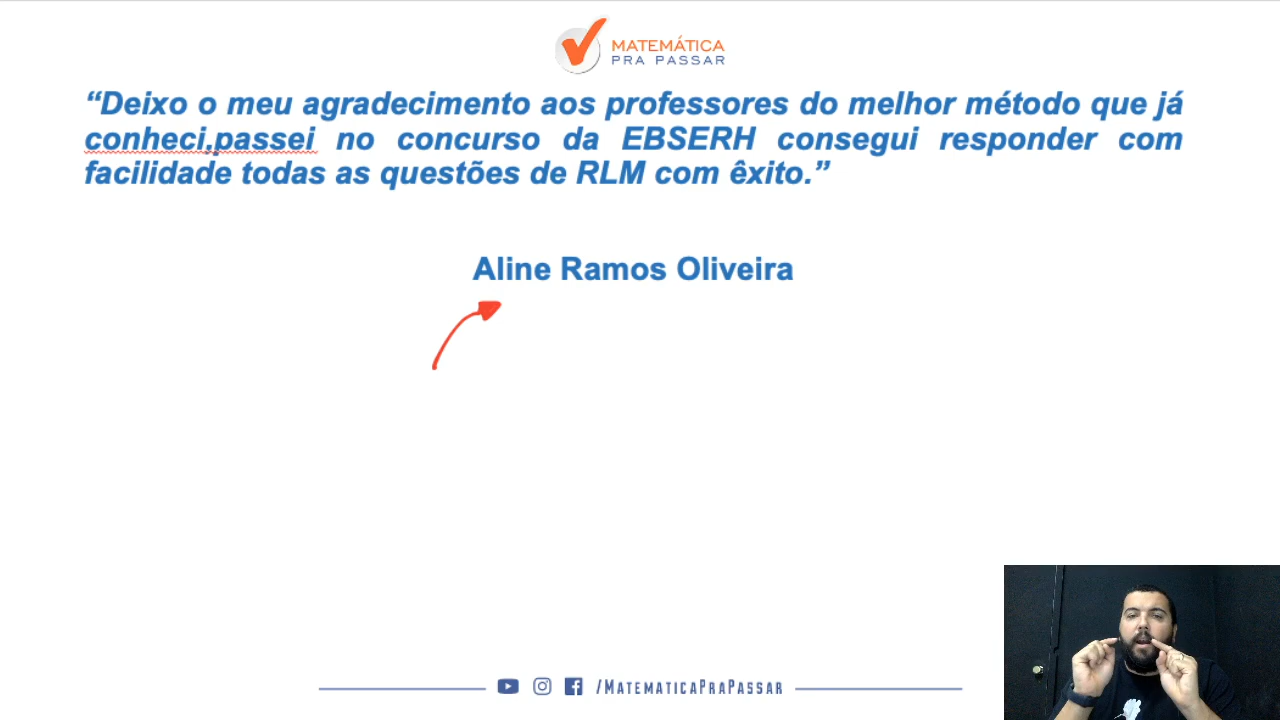 MATEMÁTICA
PRA PASSAR
“Deixo o meu agradecimento aos professores do melhor método que já
conheci,passei no concurso da EBSERH consegui responder com
facilidade todas as questões de RLM com êxito.”
Aline Ramos Oliveira
/MATEMATICAPRAPASSAR